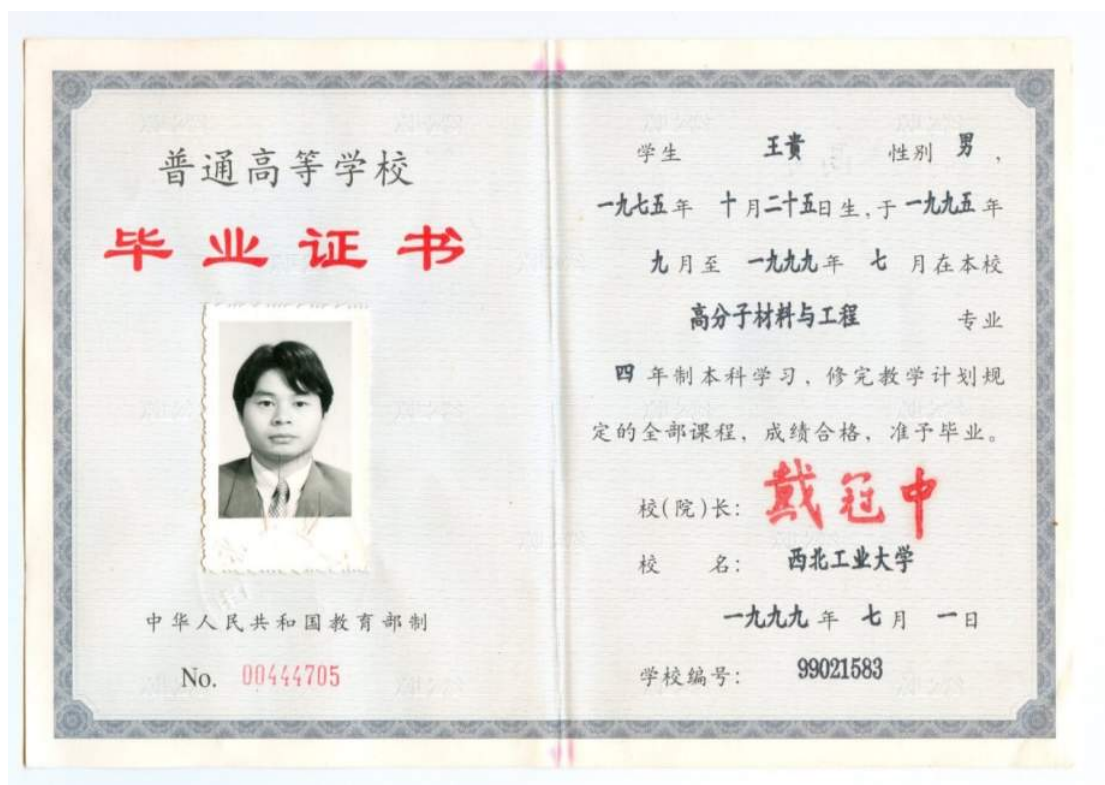 普通高等学校
毕业证书
中华人民共和国教育部制
No. 00444705
学生 王贵 性别 男，
一九七五年 十月二十五日生，于一九九五年
九月至 一九九九年 七 月在本校
高分子材料与工程 专业
四 年制本科学习，修完教学计划规
定的全部课程，成绩合格，准予毕业。
校(院)长： 戴冠中
校 名： 西北工业大学
一九九九年 七月 一日
学校编号： 99021583